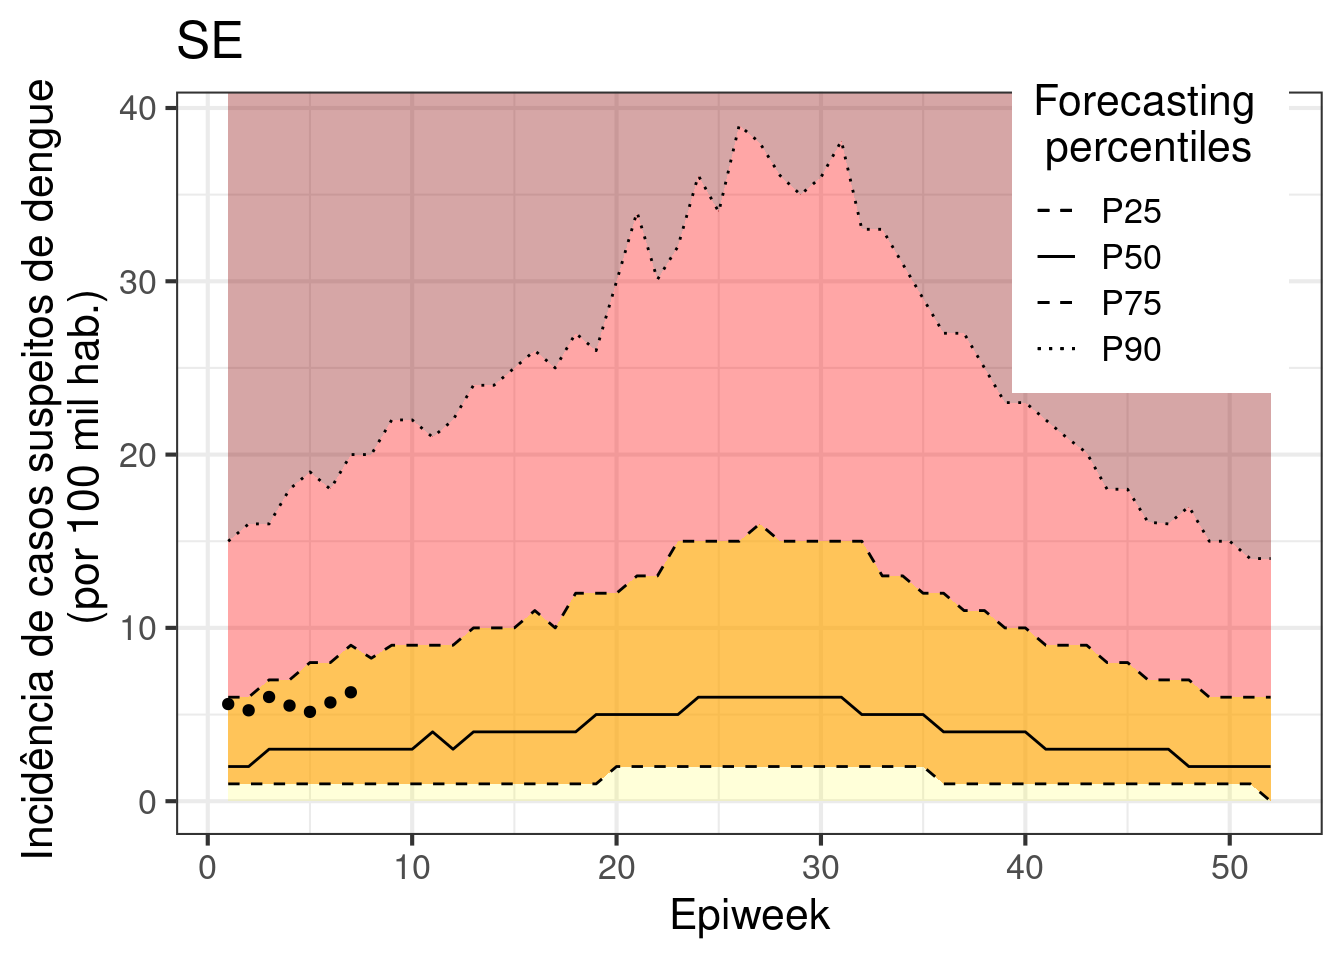 SE
Incidência de casos suspeitos de dengue
(por 100 mil hab.)
40
30
20
10
0
Forecasting
percentiles
P25
P50
P75
P90
0 10 20 30 40 50
Epiweek